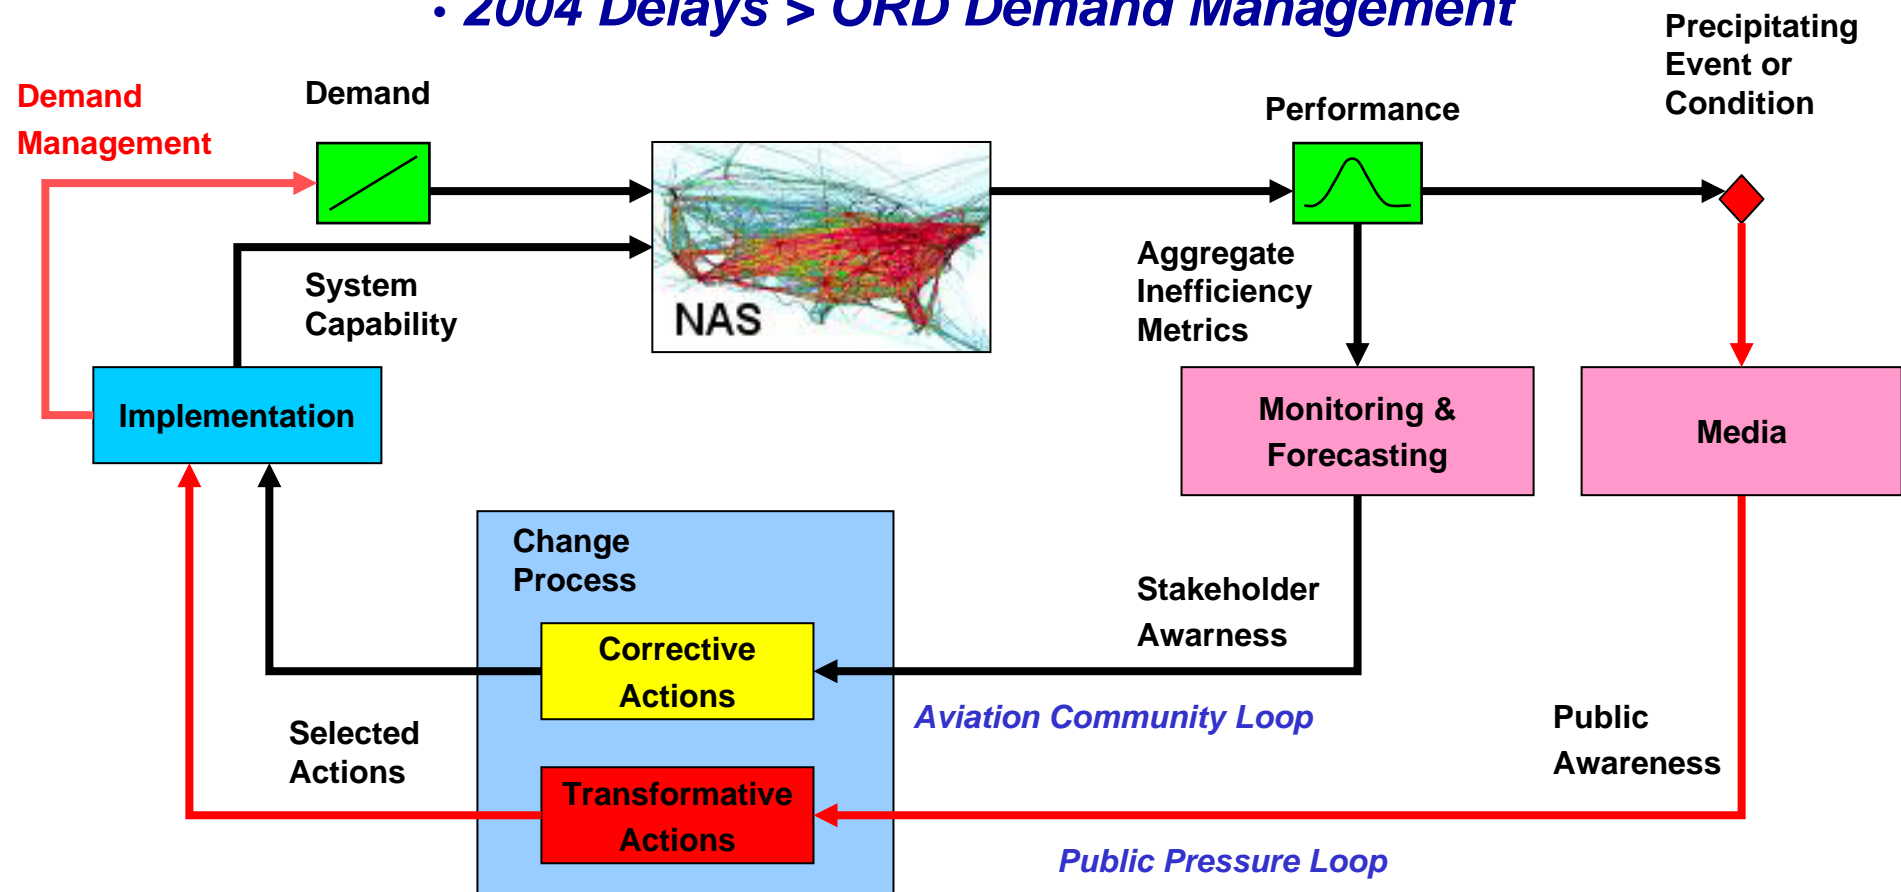 • 2004 Delays > ORD Demand Management
Precipitating
Event or
Condition
Demand
Management
Demand
Performance
NAS
System
Capability
Aggregate
Inefficiency
Metrics
Implementation
Monitoring &
Forecasting
Media
Change
Process
Stakeholder
Awarness
Corrective
Actions
Aviation Community Loop
Selected
Actions
Public
Awareness
Transformative
Actions
Public Pressure Loop